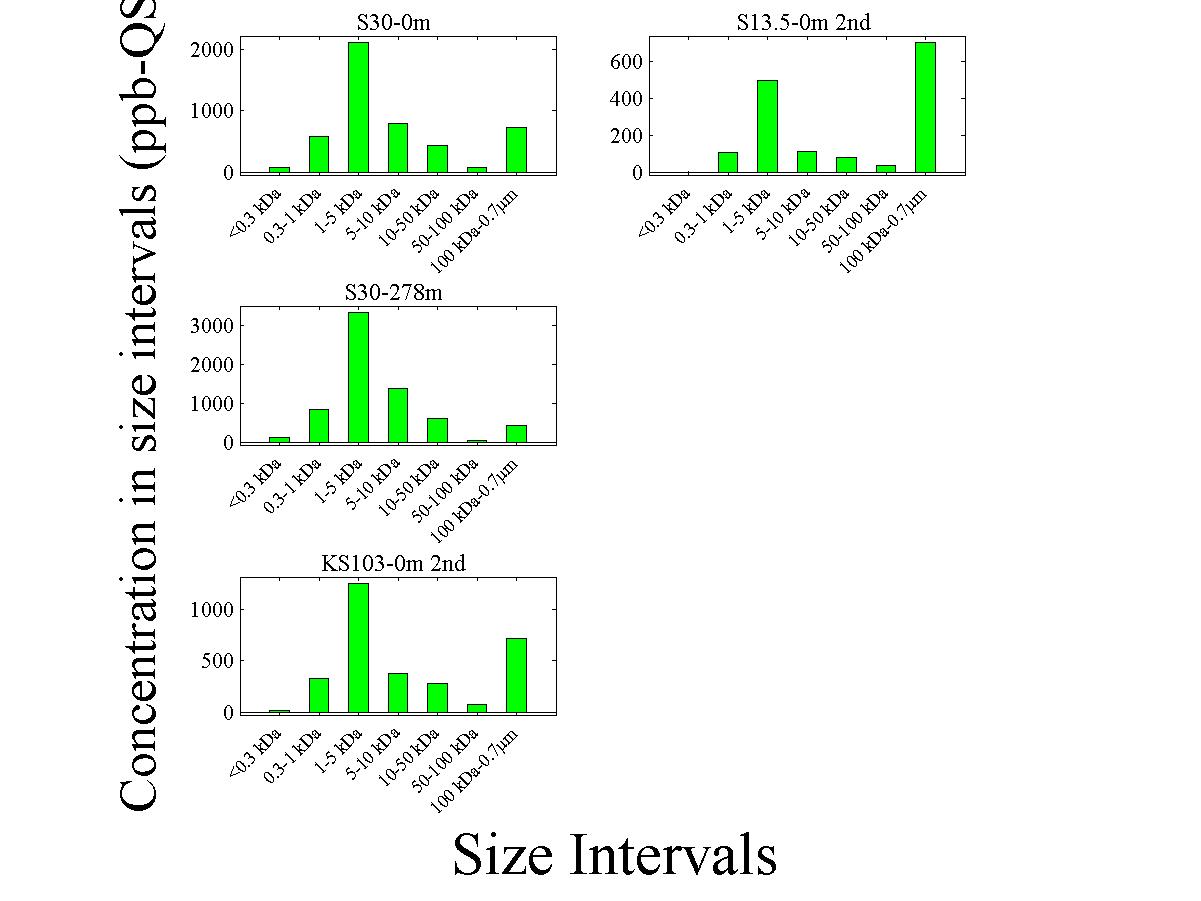 Concentration in size intervals (ppb-QS
S30-0m
2000
1000
0
<0.3 kDa
0.3-1 kDa
1-5 kDa
5-10 kDa
10-50 kDa
50-100 kDa
100 kDa-0.7μm
S13.5-0m 2nd
600
400
200
0
<0.3 kDa
0.3-1 kDa
1-5 kDa
5-10 kDa
10-50 kDa
50-100 kDa
100 kDa-0.7μm
S30-278m
3000
2000
1000
0
<0.3 kDa
0.3-1 kDa
1-5 kDa
5-10 kDa
10-50 kDa
50-100 kDa
100 kDa-0.7μm
KS103-0m 2nd
1000
500
0
<0.3 kDa
0.3-1 kDa
1-5 kDa
5-10 kDa
10-50 kDa
50-100 kDa
100 kDa-0.7μm
Size Intervals